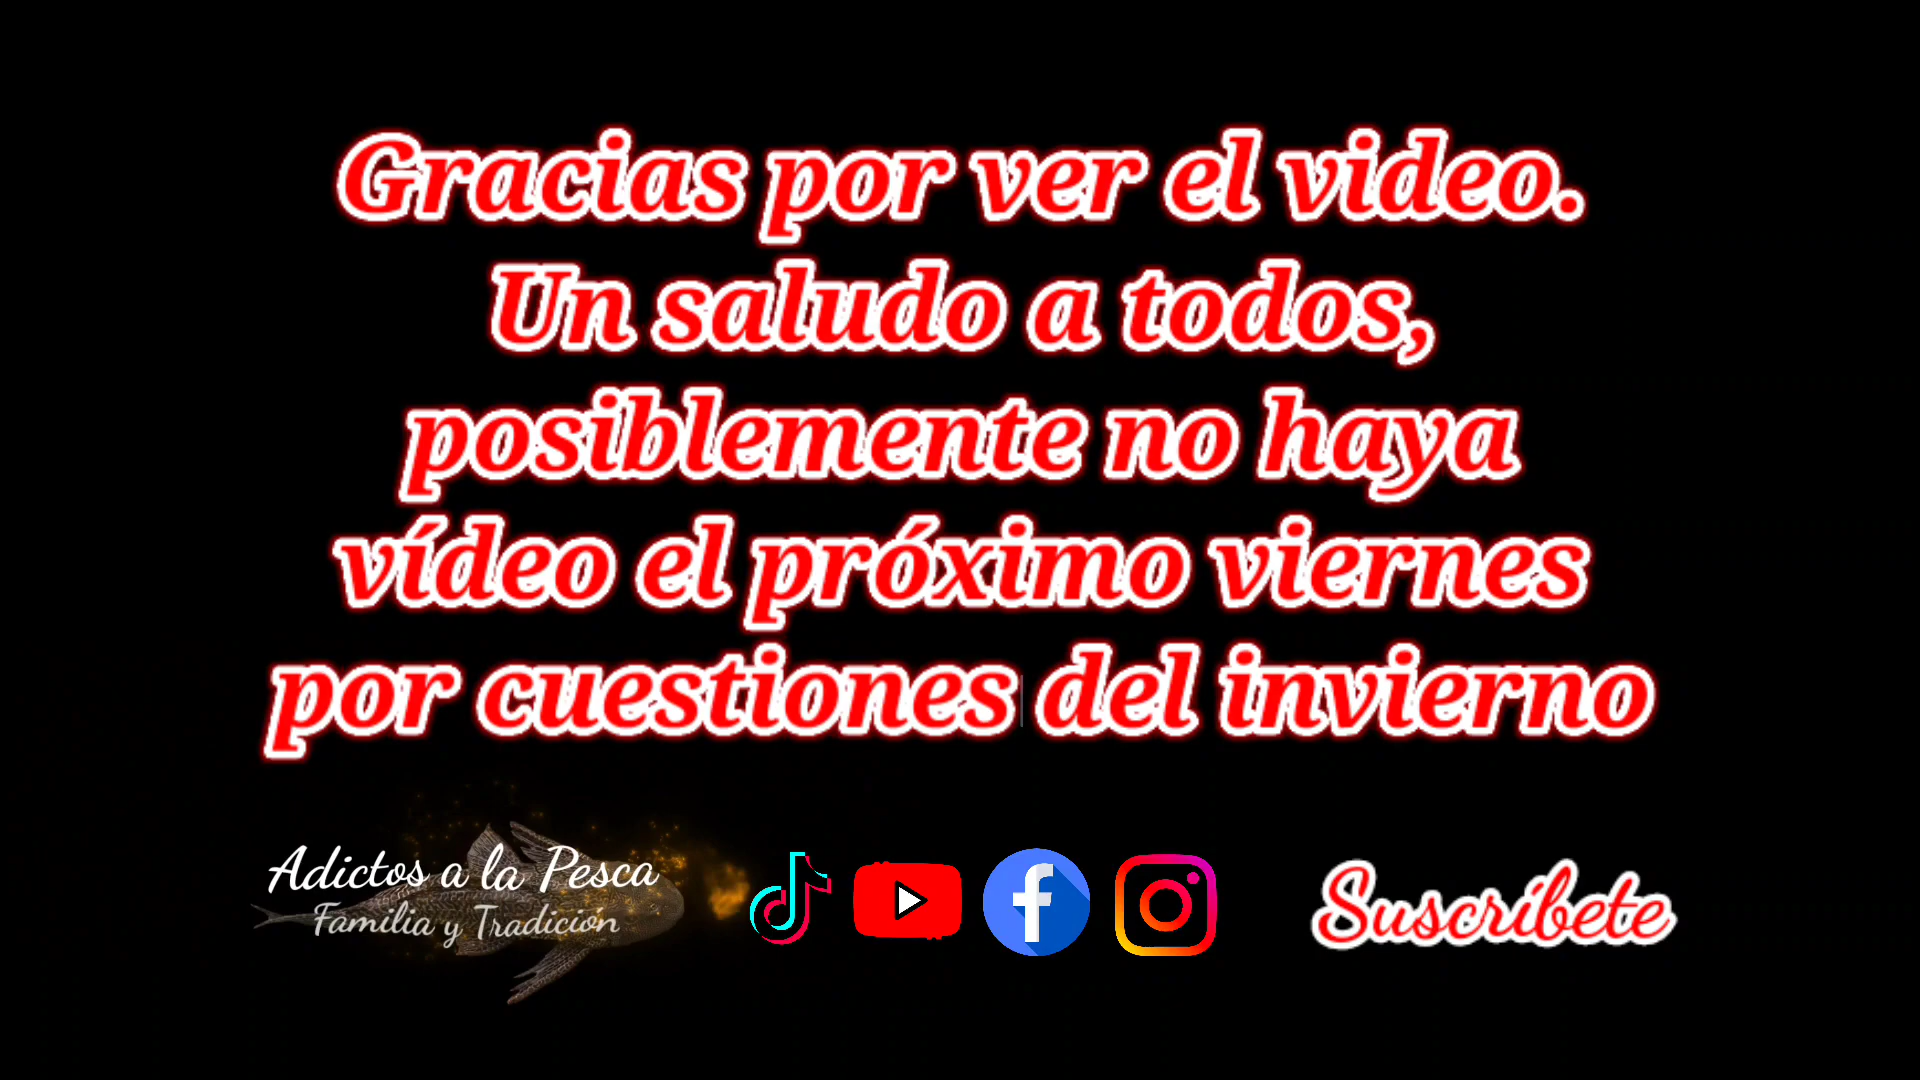 Gracias por ver el video.
Un saludo a todos,
posiblemente no haya
vídeo el próximo viernes
por cuestiones del invierno
Adictos a la Pesca
Familia y Tradición
Suscríbete